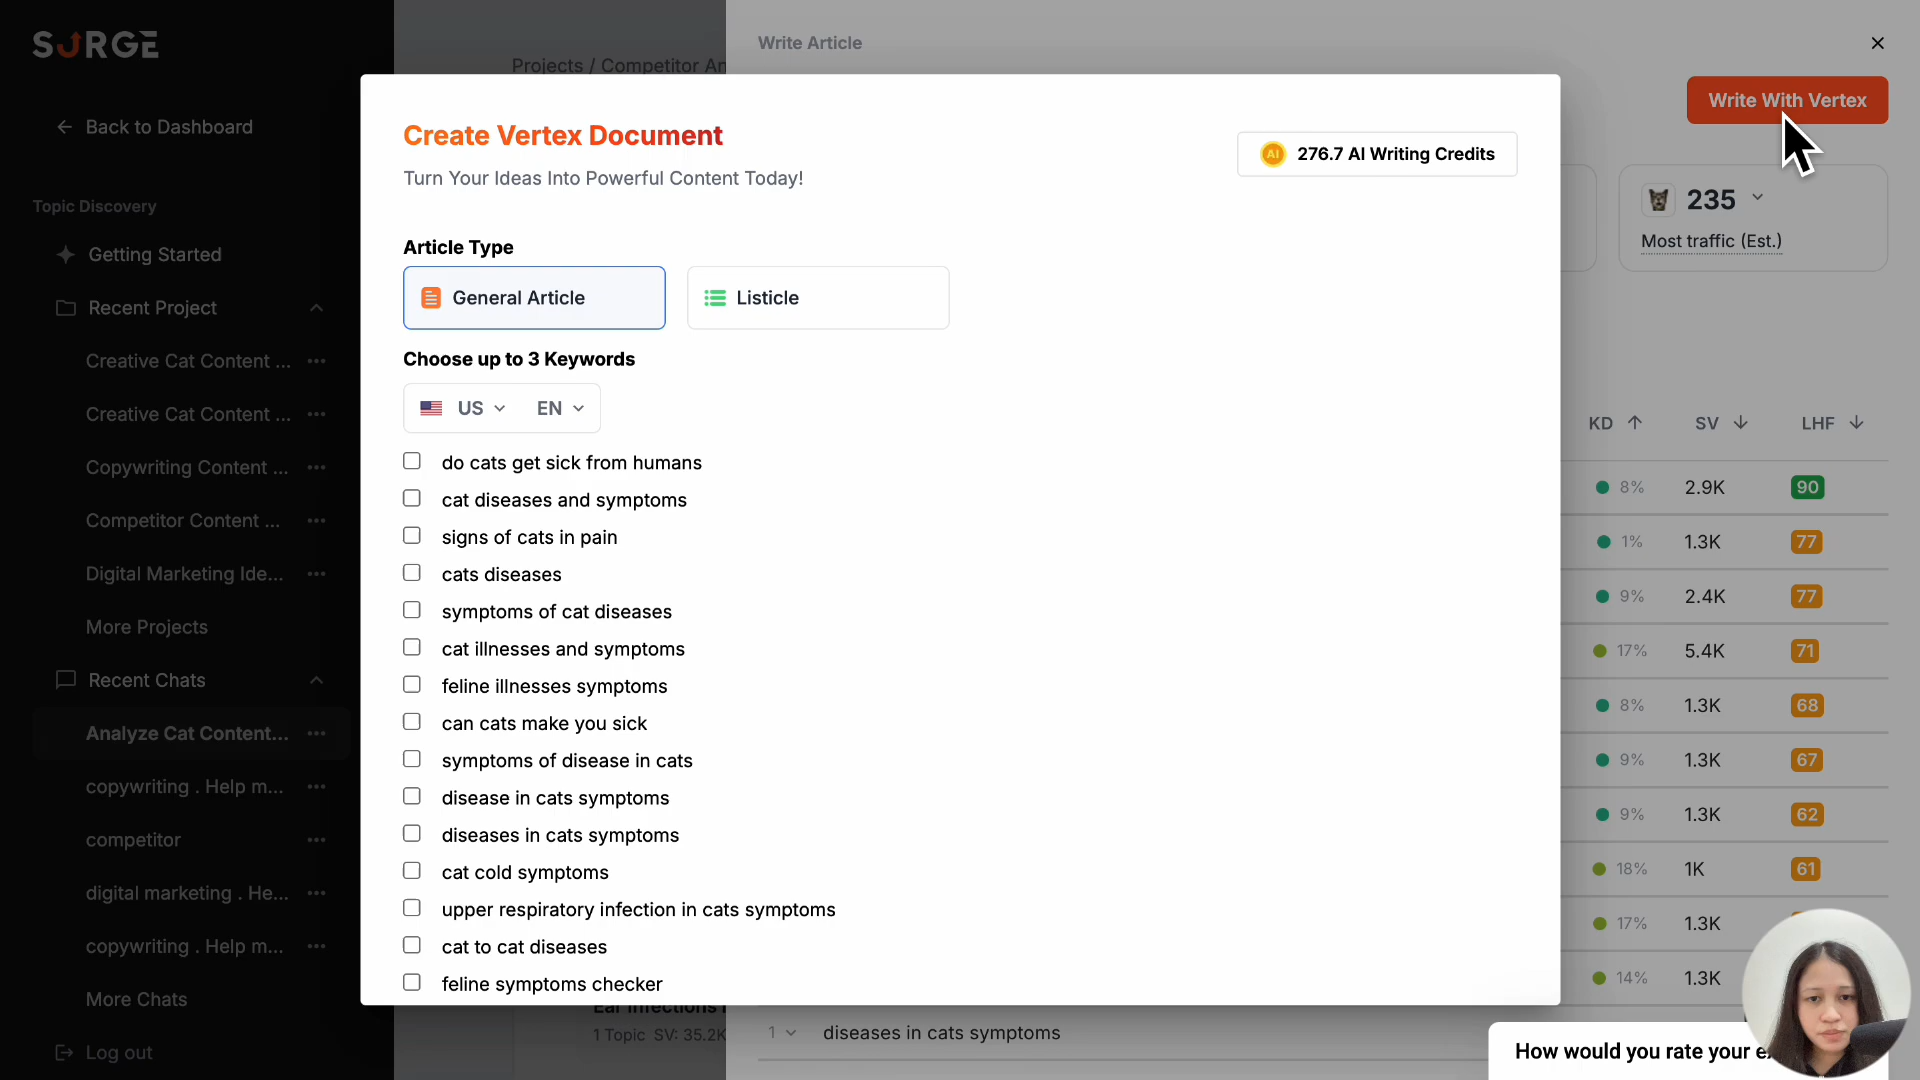 SURGE
Back to Dashboard
Topic Discovery
Getting Started
Recent Project
Creative Cat Content ...
Creative Cat Content ...
Copywriting Content ...
Competitor Content ...
Digital Marketing Ide...
More Projects
Recent Chats
Analyze Cat Content...
copywriting . Help m...
competitor
digital marketing . He...
copywriting . Help m...
More Chats
Log out
Projects / Competitor An
Write Article
Write With Vertex
235
Most traffic (Est.)
Create Vertex Document
Turn Your Ideas Into Powerful Content Today!
AI 276.7 AI Writing Credits
Article Type
General Article
Listicle
Choose up to 3 Keywords
US EN
do cats get sick from humans
cat diseases and symptoms
signs of cats in pain
cats diseases
symptoms of cat diseases
cat illnesses and symptoms
feline illnesses symptoms
can cats make you sick
symptoms of disease in cats
disease in cats symptoms
diseases in cats symptoms
cat cold symptoms
upper respiratory infection in cats symptoms
cat to cat diseases
feline symptoms checker
KD SV LHF
8% 2.9K 90
1% 1.3K 77
9% 2.4K 77
17% 5.4K 71
8% 1.3K 68
9% 1.3K 67
9% 1.3K 62
18% 1K 61
17% 1.3K
14% 1.3K
Ear Infections
1 Topic SV: 35.2K
1 diseases in cats symptoms
How would you rate your